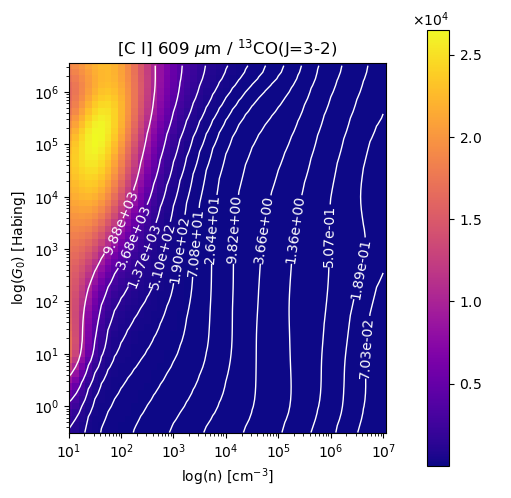 ×10⁴
[C I] 609 μm / ¹³CO(J=3-2)
2.5
2.0
1.5
1.0
0.5
10⁶
10⁵
10⁴
10³
10²
10¹
10⁰
log(G₀) [Habing]
9.88e+03
3.68e+03
1.37e+03
5.10e+02
1.90e+02
7.08e+01
2.64e+01
9.82e+00
3.66e+00
1.36e+00
5.07e-01
1.89e-01
7.03e-02
10¹ 10² 10³ 10⁴ 10⁵ 10⁶ 10⁷
log(n) [cm⁻³]